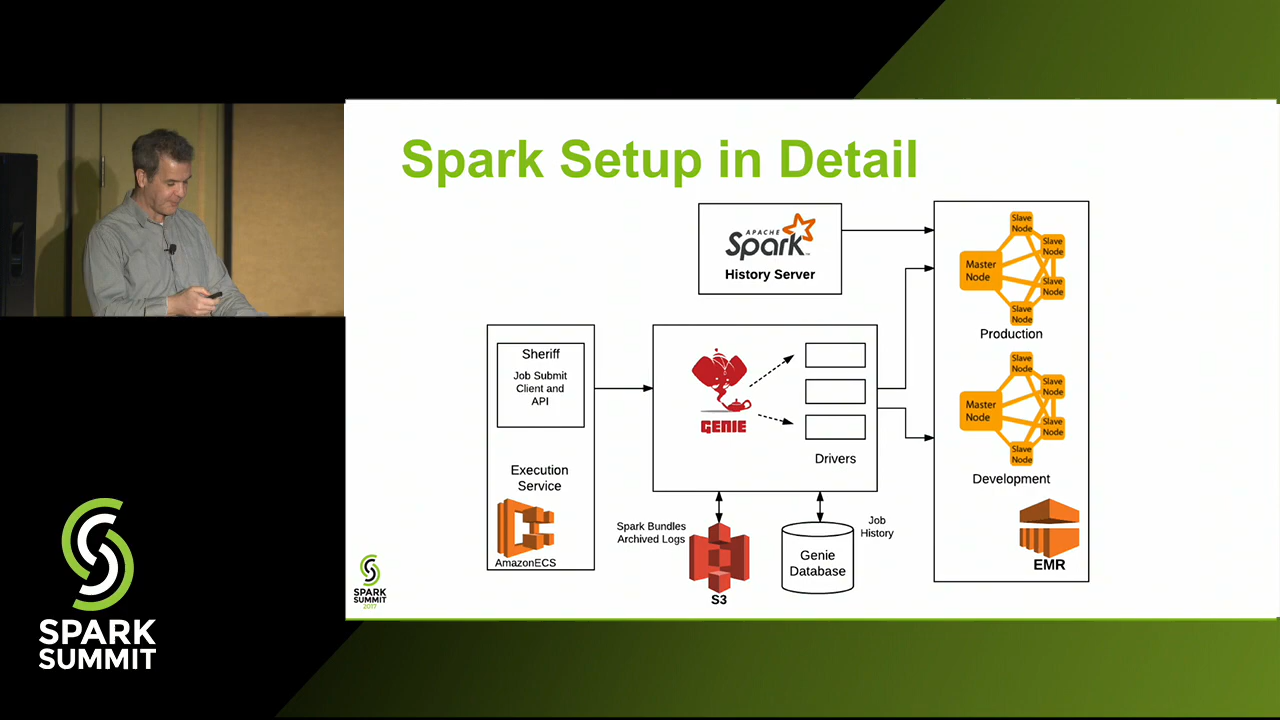 Spark Setup in Detail
APACHE
Spark
TM
History Server
Slave
Node
Slave
Node
Master
Node
Slave
Node
Slave
Node
Production
Slave
Node
Slave
Node
Master
Node
Slave
Node
Slave
Node
Development
EMR
Sheriff
Job Submit
Client and
API
Execution
Service
AmazonECS
GENIE
Drivers
Spark Bundles
Archived Logs
S3
Job
History
Genie
Database
SPARK
SUMMIT
2017
SPARK
SUMMIT